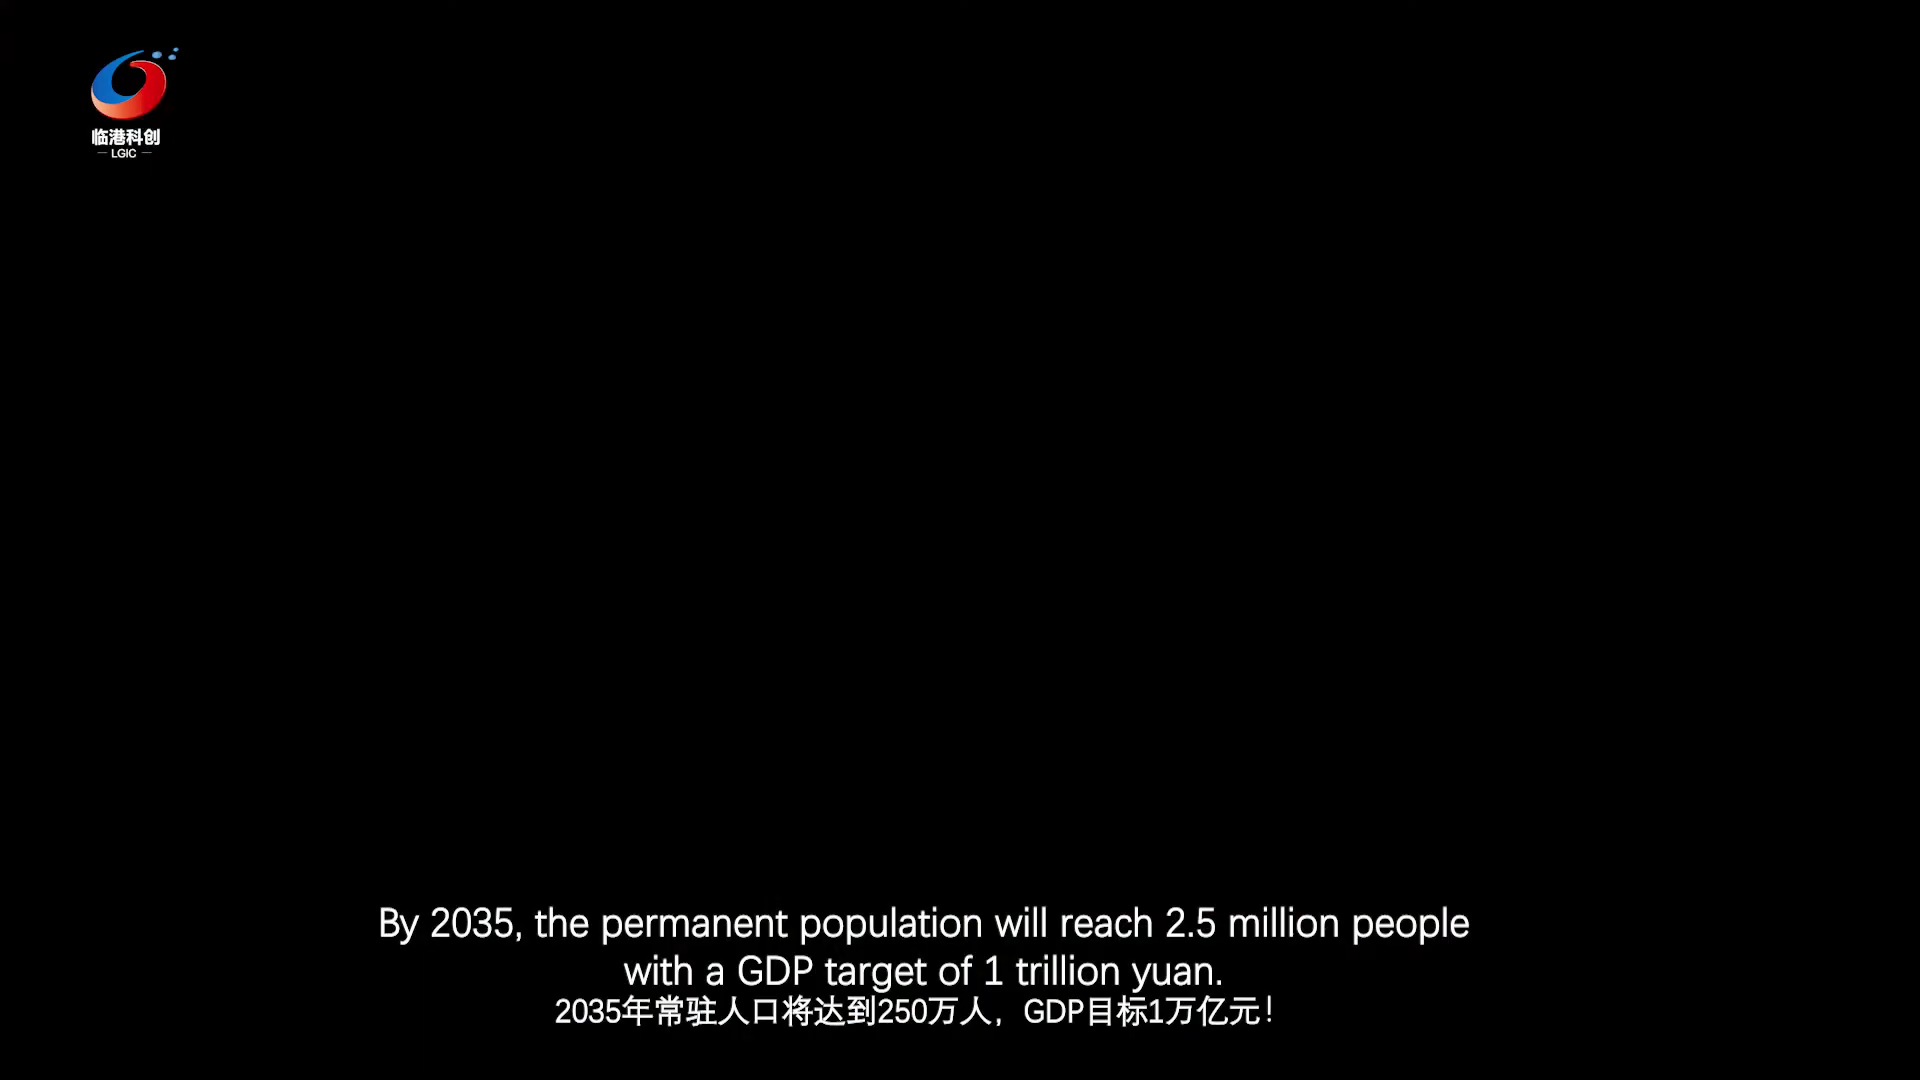 临港科创
LGIC
By 2035, the permanent population will reach 2.5 million people
with a GDP target of 1 trillion yuan.
2035年常驻人口将达到250万人，GDP目标1万亿元！